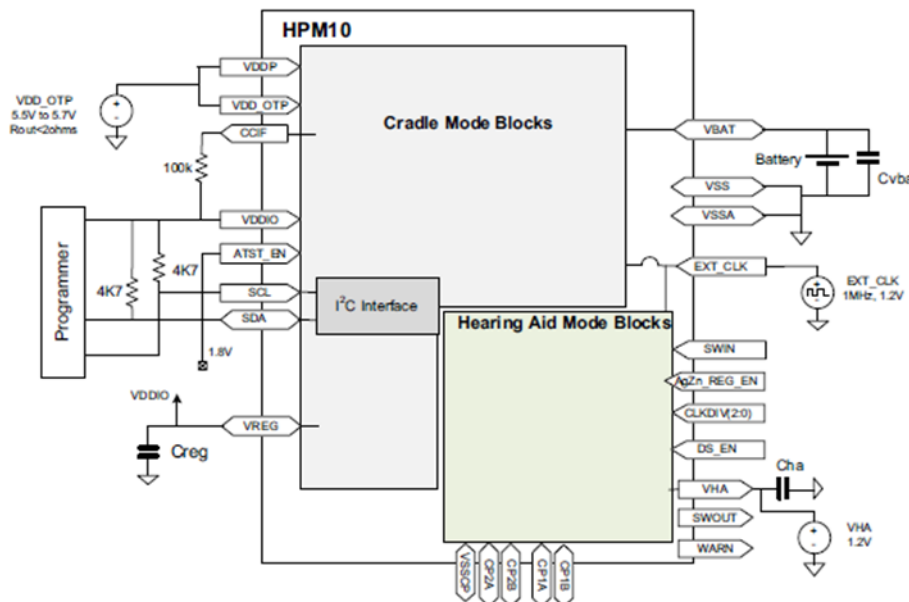 HPM10
VDDP
VDD_OTP
5.5V to 5.7V
Rout<2ohms
VDD_OTP
CCIF
Cradle Mode Blocks
VBAT
Battery
Cvba
100k
VSS
VDDIO
VSSA
Programmer
ATST_EN
4K7
4K7
EXT_CLK
EXT_CLK
1MHz, 1.2V
SCL
I²C Interface
SDA
Hearing Aid Mode Blocks
1.8V
SWIN
AgZn_REG_EN
VDDIO
CLKDIV(2:0)
VREG
Creg
DS_EN
Cha
VHA
SWOUT
VHA
1.2V
WARN
VSSCP
CP2A
CP2B
CP1A
CP1B